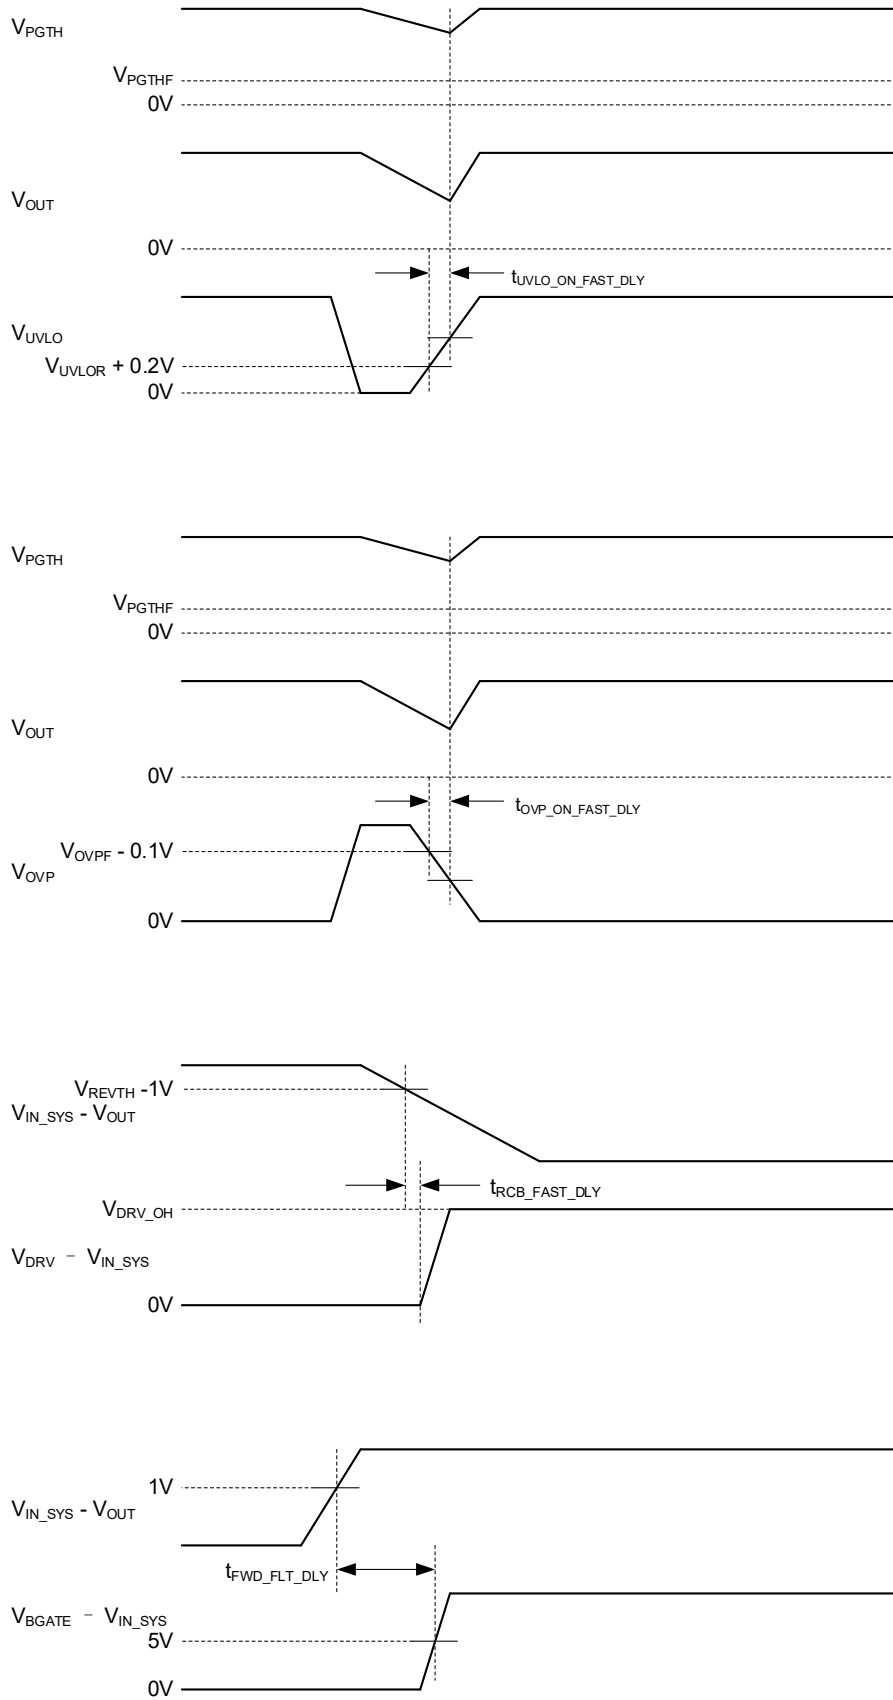 VPGTH
VPGTHF
0V
VOUT
0V
tUVLO_ON_FAST_DLY
VUVLO
VUVLOR + 0.2V
0V
VPGTH
VPGTHF
0V
VOUT
0V
tOVP_ON_FAST_DLY
VOVPF - 0.1V
VOVP
0V
VREVTH -1V
VIN_SYS - VOUT
tRCB_FAST_DLY
VDRV_OH
VDRV – VIN_SYS
0V
1V
VIN_SYS - VOUT
tFWD_FLT_DLY
VBGATE – VIN_SYS
5V
0V